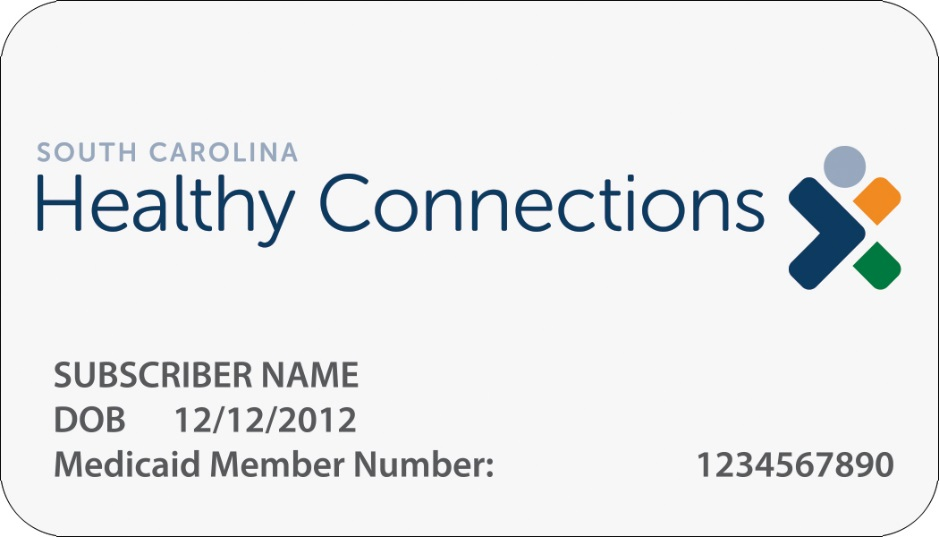 SOUTH CAROLINA
Healthy Connections
SUBSCRIBER NAME
DOB 12/12/2012
Medicaid Member Number: 1234567890